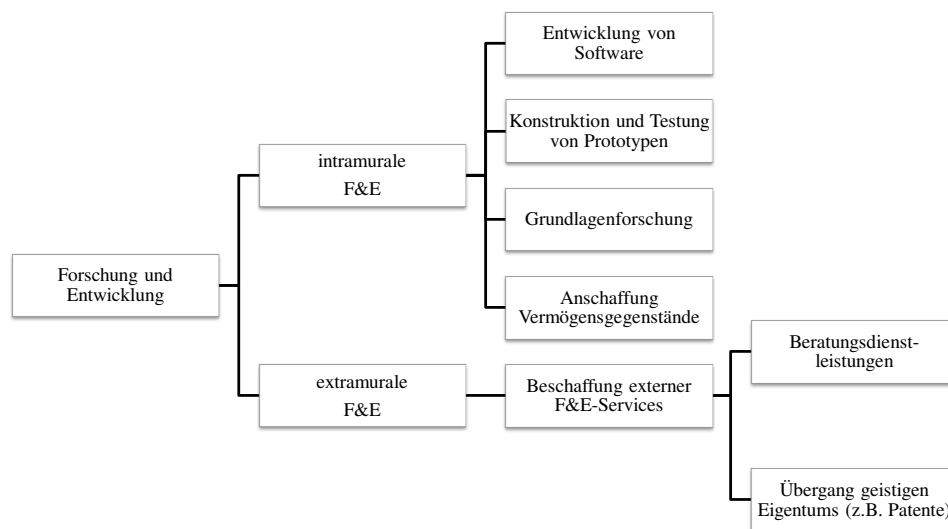 Entwicklung von
Software
Konstruktion und Testung
von Prototypen
intramurale
F&E
Grundlagenforschung
Forschung und
Entwicklung
Anschaffung
Vermögensgegenstände
Beratungsdienst-
leistungen
extramurale
F&E
Beschaffung externer
F&E-Services
Übergang geistigen
Eigentums (z.B. Patente)